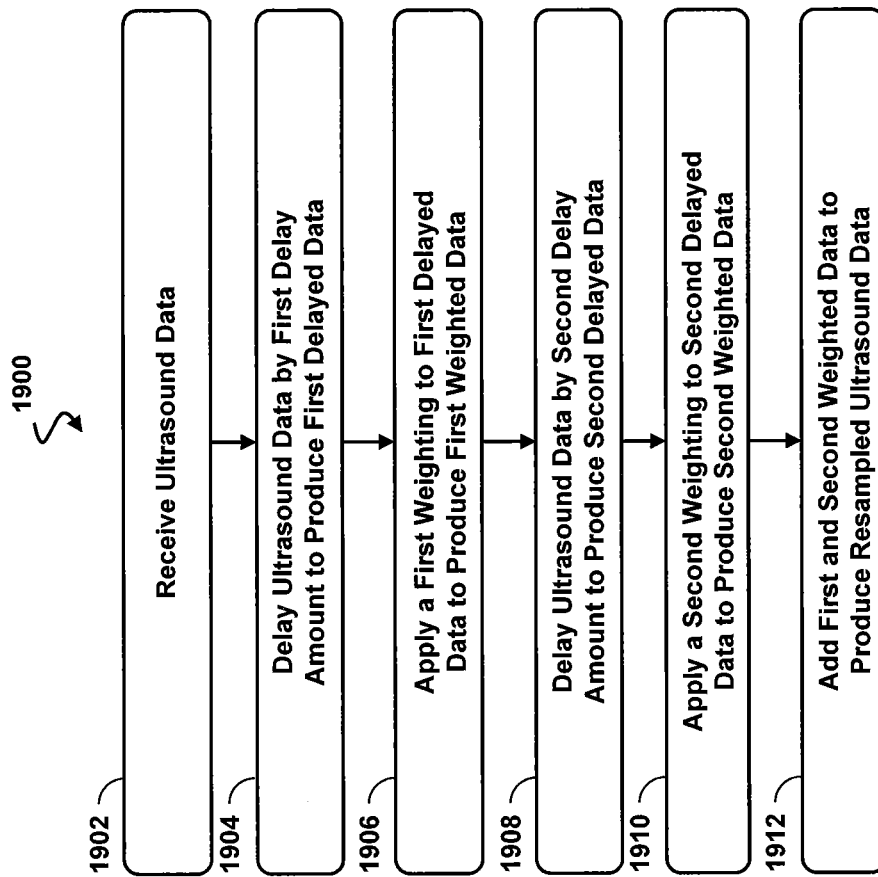 1900
1902
Receive Ultrasound Data
1904
Delay Ultrasound Data by First Delay
Amount to Produce First Delayed Data
1906
Apply a First Weighting to First Delayed
Data to Produce First Weighted Data
1908
Delay Ultrasound Data by Second Delay
Amount to Produce Second Delayed Data
1910
Apply a Second Weighting to Second Delayed
Data to Produce Second Weighted Data
1912
Add First and Second Weighted Data to
Produce Resampled Ultrasound Data